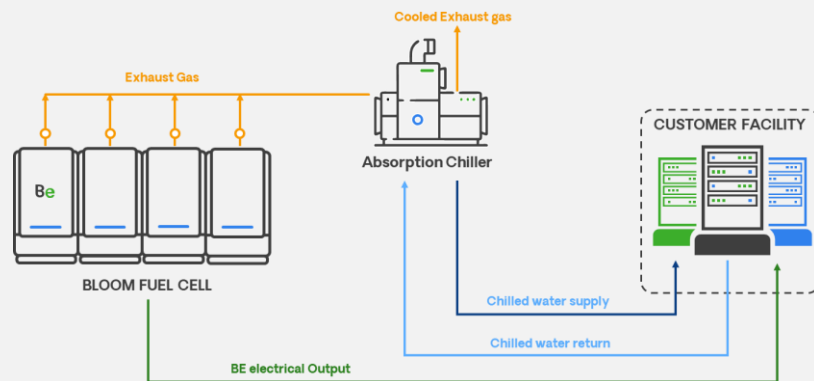 Cooled Exhaust gas
Exhaust Gas
CUSTOMER FACILITY
Absorption Chiller
Be
BLOOM FUEL CELL
Chilled water supply
Chilled water return
BE electrical Output